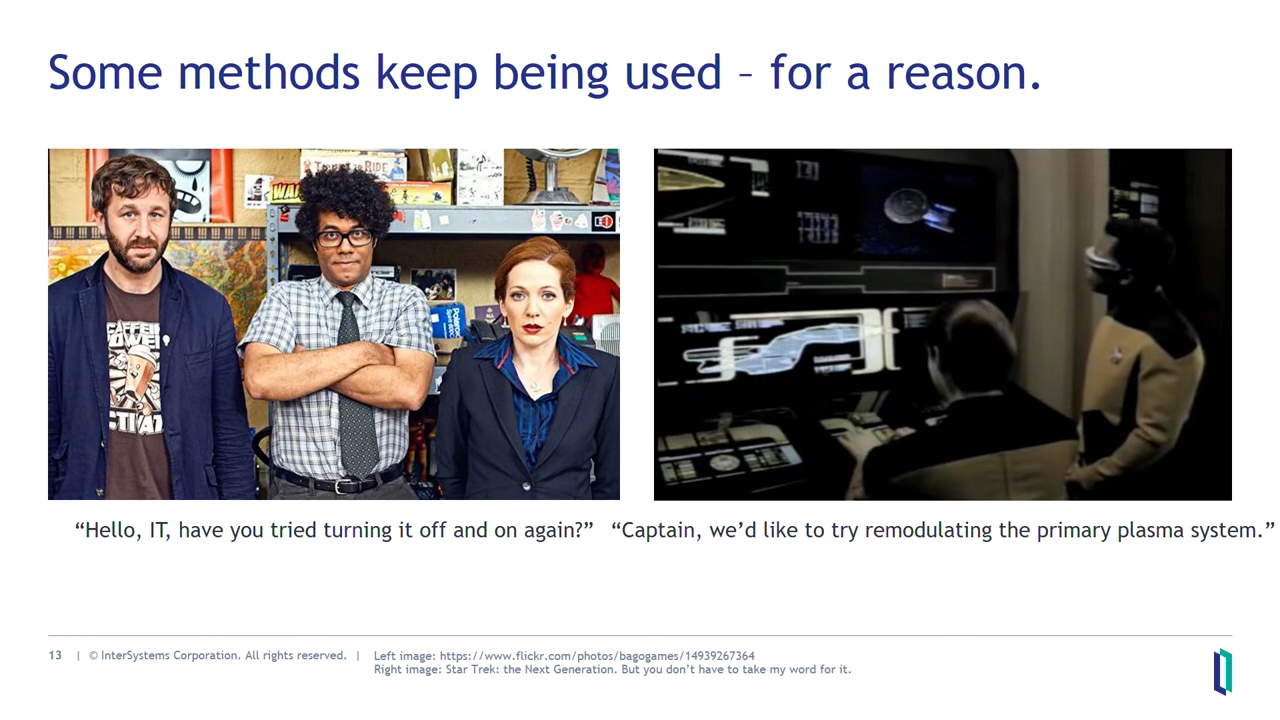 Some methods keep being used – for a reason.
“Hello, IT, have you tried turning it off and on again?”
“Captain, we’d like to try remodulating the primary plasma system.”
13 | © InterSystems Corporation. All rights reserved. |
Left image: https://www.flickr.com/photos/bagogames/14939267364
Right image: Star Trek: the Next Generation. But you don’t have to take my word for it.